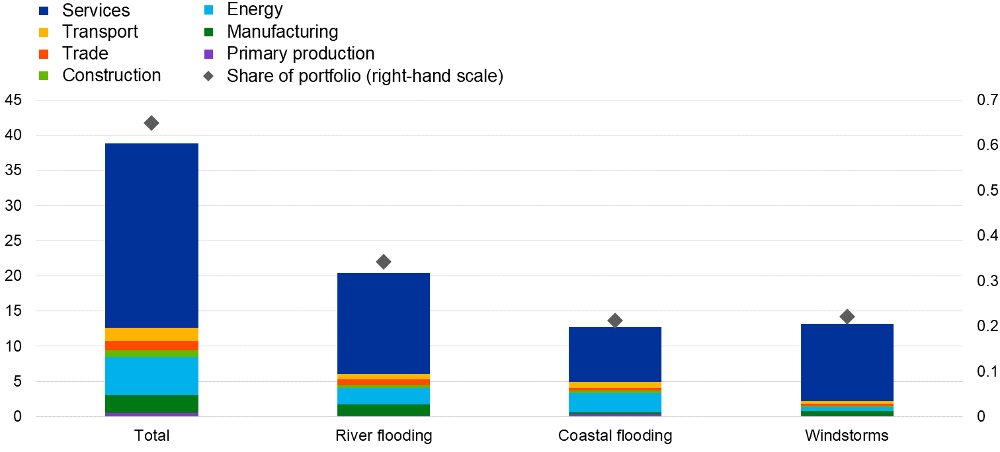 Services
Energy
Transport
Manufacturing
Trade
Primary production
Construction
Share of portfolio (right-hand scale)
45
0.7
40
0.6
35
0.5
30
25
0.4
20
0.3
15
0.2
10
0.1
5
0
0
Total
River flooding
Coastal flooding
Windstorms